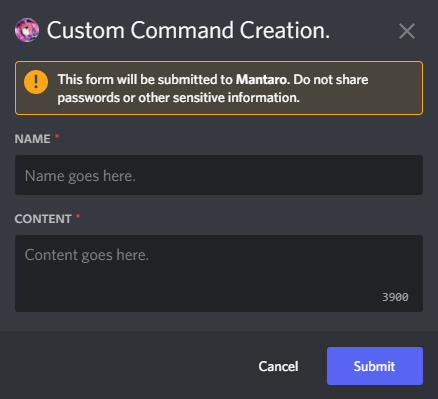 Custom Command Creation.
This form will be submitted to Mantaro. Do not share
passwords or other sensitive information.
NAME *
Name goes here.
CONTENT *
Content goes here.
3900
Cancel
Submit